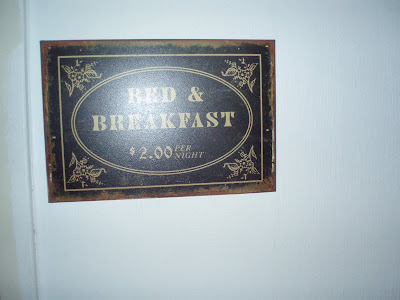 BED &
BREAKFAST
$2.00 PER
NIGHT